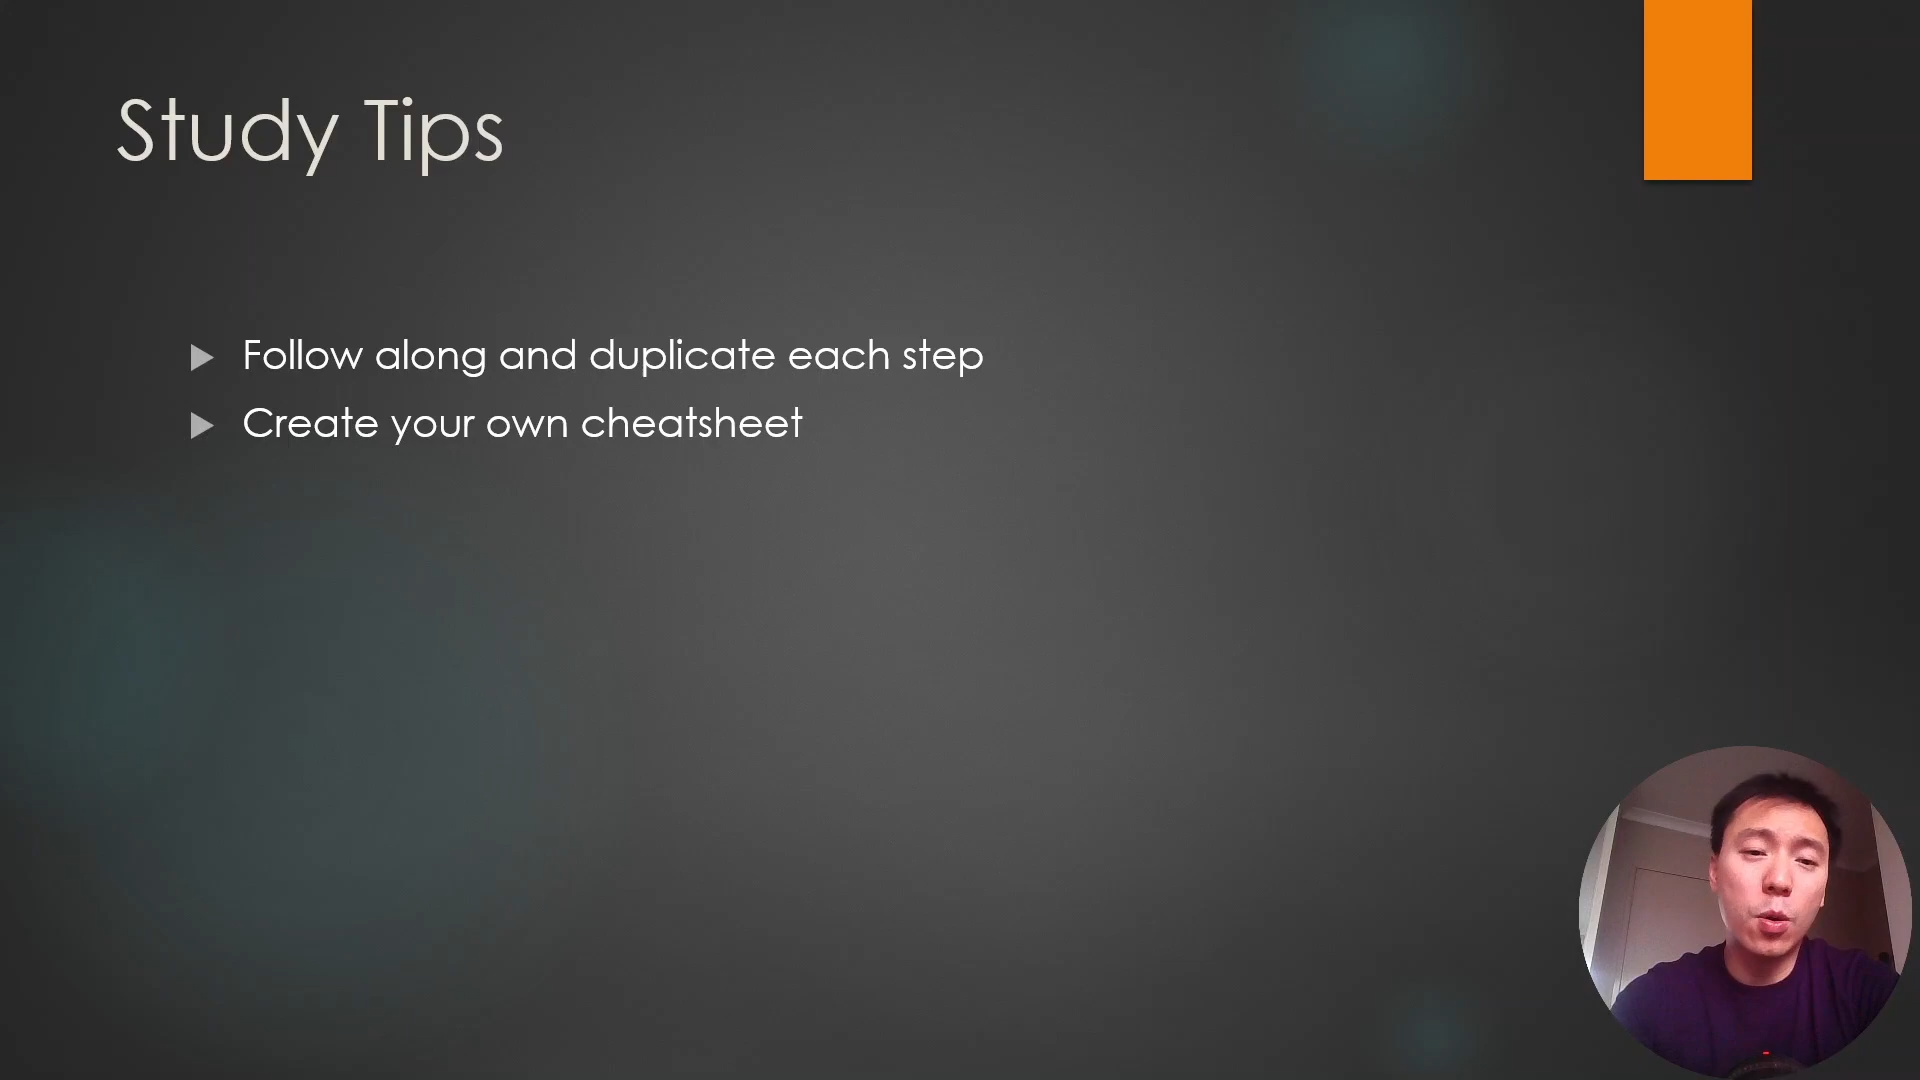 Study Tips
Follow along and duplicate each step
Create your own cheatsheet